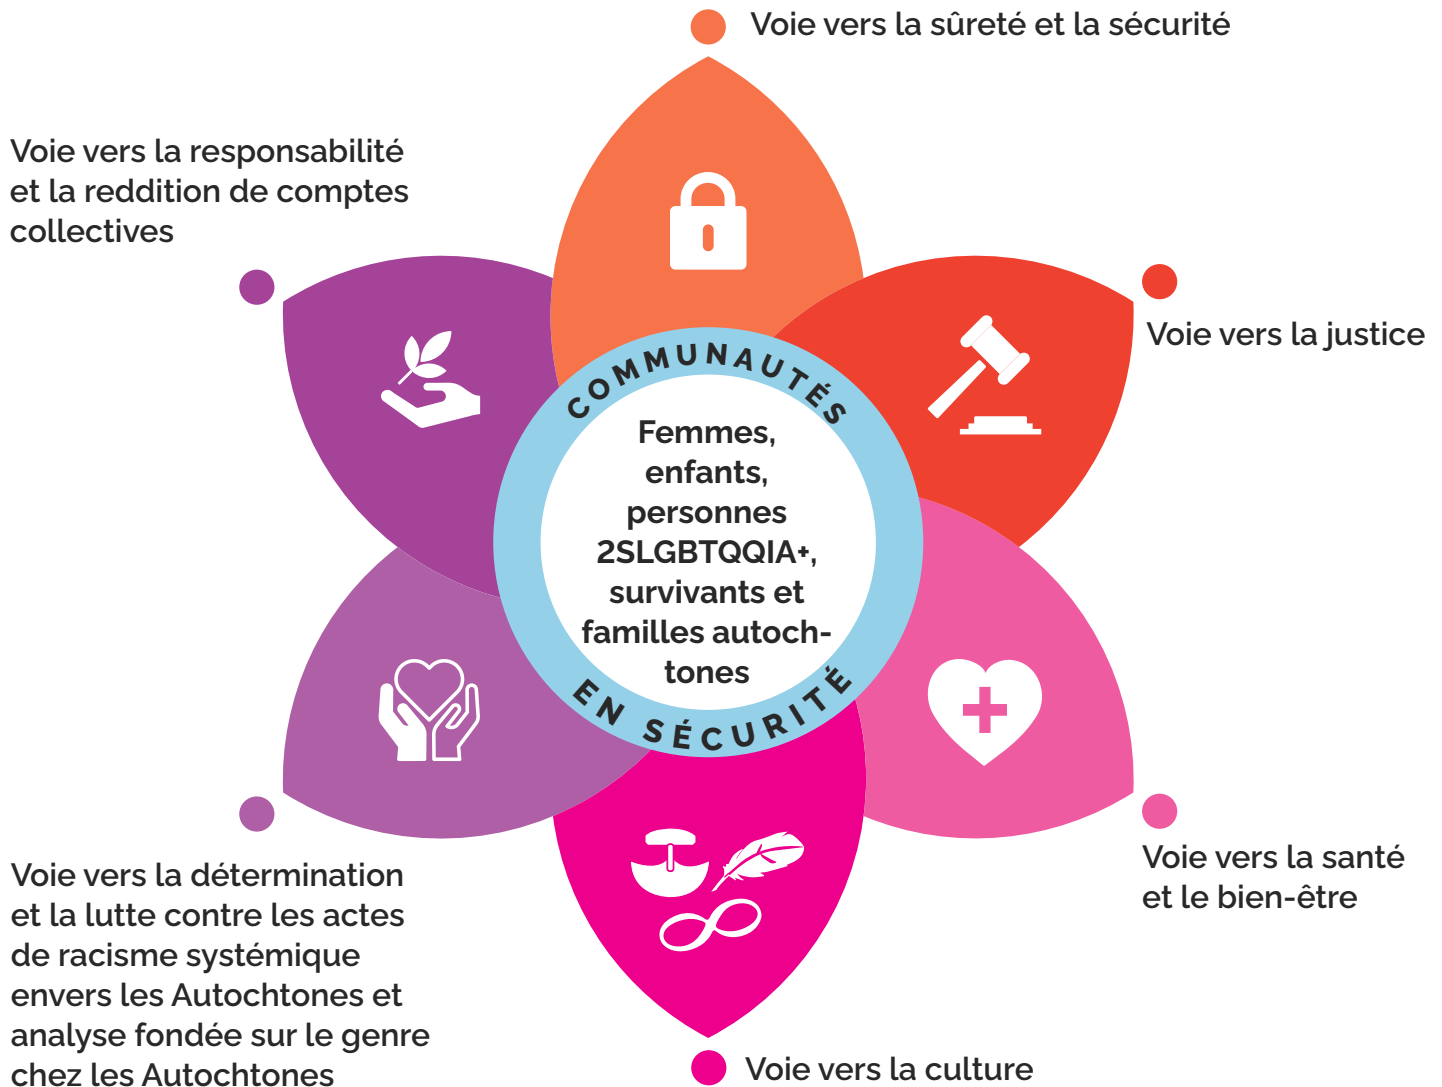 Voie vers la sûreté et la sécurité
Voie vers la responsabilité
et la reddition de comptes
collectives
Voie vers la justice
COMMUNAUTÉS
Femmes,
enfants,
personnes
2SLGBTQQIA+,
survivants et
familles autoch-
tones
EN SÉCURITÉ
Voie vers la santé
et le bien-être
Voie vers la détermination
et la lutte contre les actes
de racisme systémique
envers les Autochtones et
analyse fondée sur le genre
chez les Autochtones
Voie vers la culture